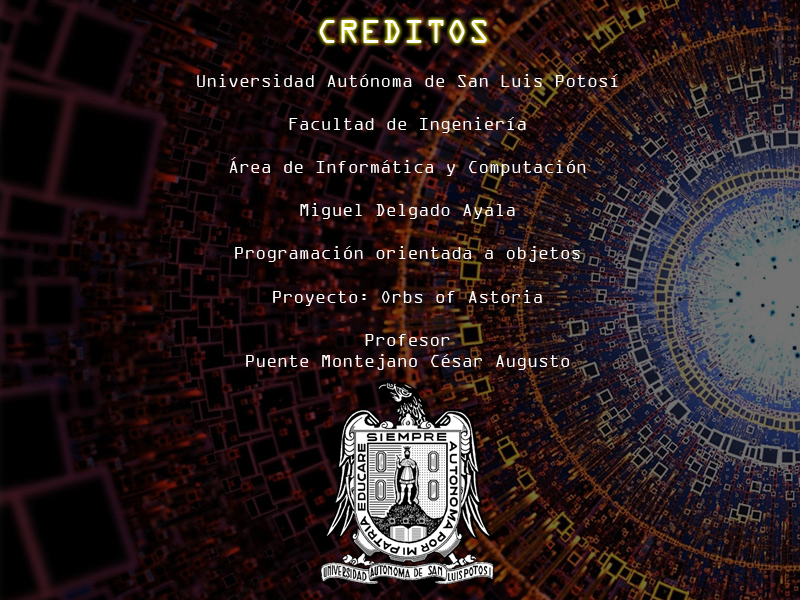 CREDITOS
Universidad Autónoma de San Luis Potosí
Facultad de Ingeniería
Área de Informática y Computación
Miguel Delgado Ayala
Programación orientada a objetos
Proyecto: Orbs of Astoria
Profesor
Puente Montejano César Augusto
SIEMPRE AUTONOMA POR MI PATRIA EDUCARE
UNIVERSIDAD AUTONOMA DE SAN LUIS POTOSI